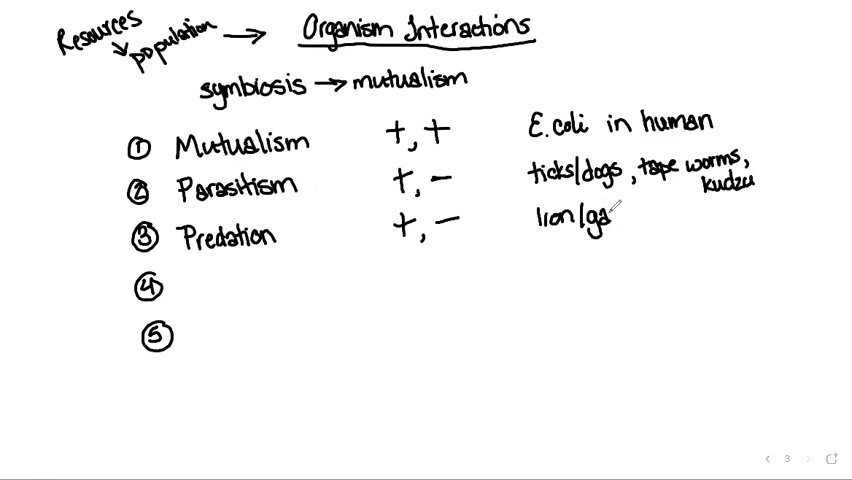 Resources
population → Organism Interactions
symbiosis → mutualism
① Mutualism +, + E.coli in human
② Parasitism +, - ticks/dogs, tape worms,
kudzu
③ Predation +, - lion/ga
④
⑤
3